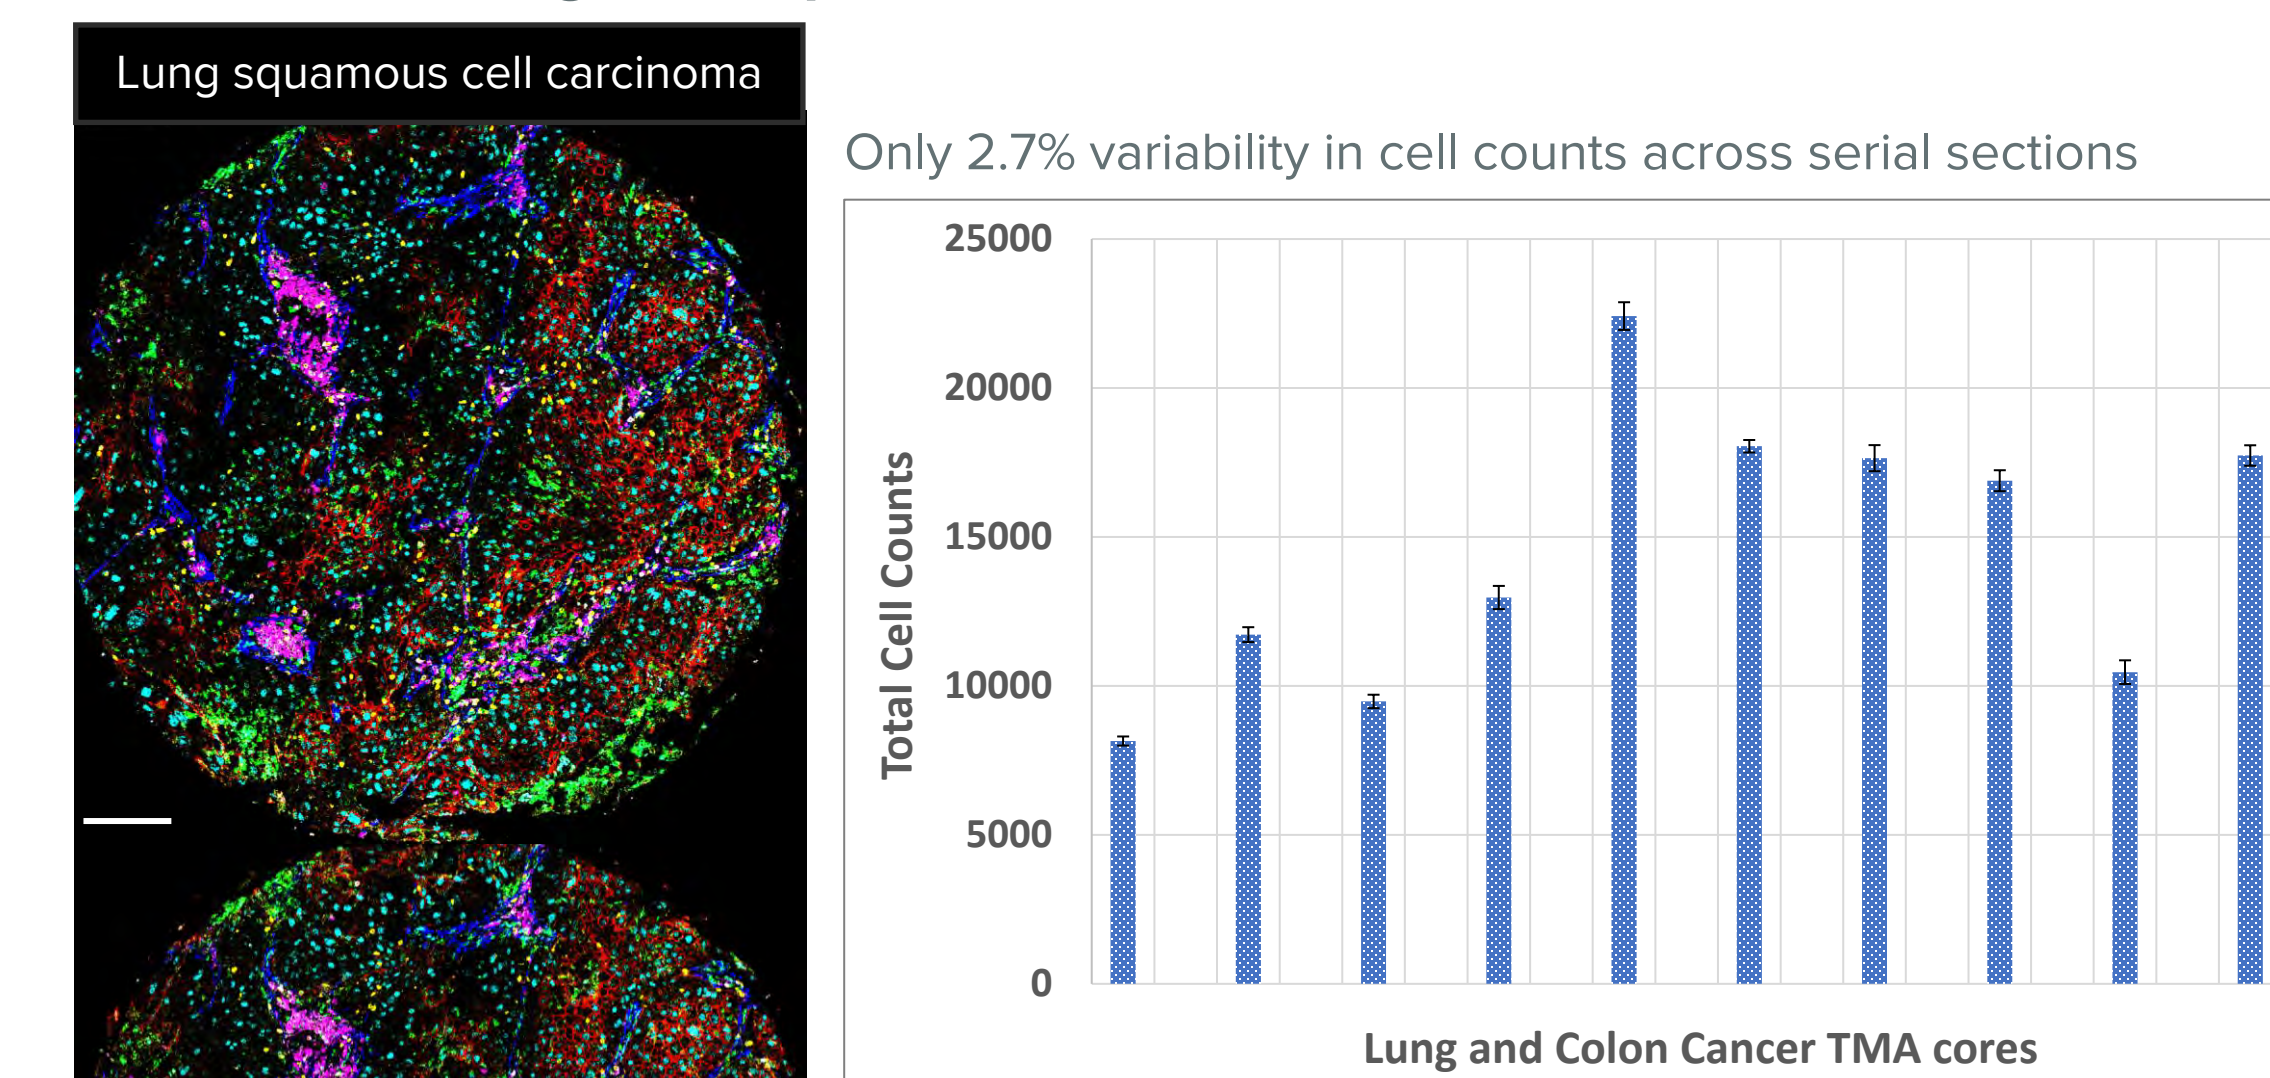 Lung squamous cell carcinoma
Only 2.7% variability in cell counts across serial sections
25000
20000
15000
10000
5000
0
Total Cell Counts
Lung and Colon Cancer TMA cores